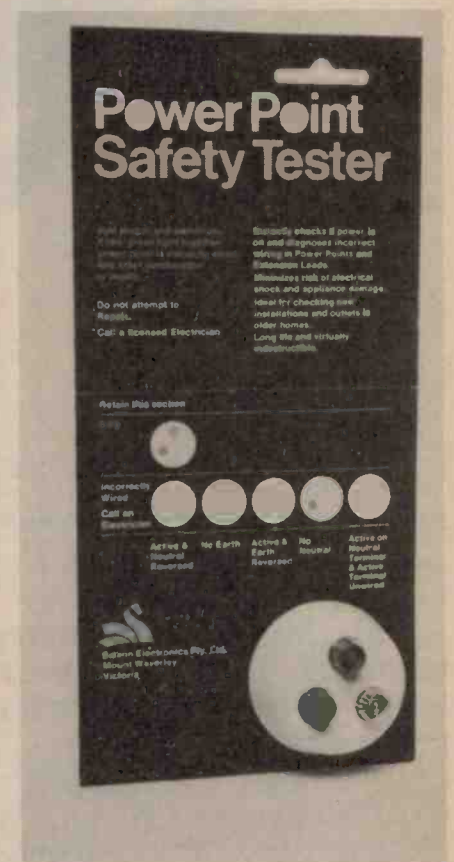 Power Point
Safety Tester
Do not attempt to
Repair.
Call a licensed Electrician
Instantly checks if power is
on and diagnoses incorrect
wiring in Power Points and
Extension Leads.
Minimizes risk of electrical
shock and appliance damage.
Ideal for checking new
installations and outlets in
older homes.
Long life and virtually
indestructible.
Retain this section
Incorrectly
Wired
Call an
Electrician
Active &
Neutral
Reversed
No Earth
Active &
Earth
Reversed
No
Neutral
Active on
Neutral
Terminal
& Active
Terminal
Unwired
Electronics Pty. Ltd.
Mount Waverley
Victoria